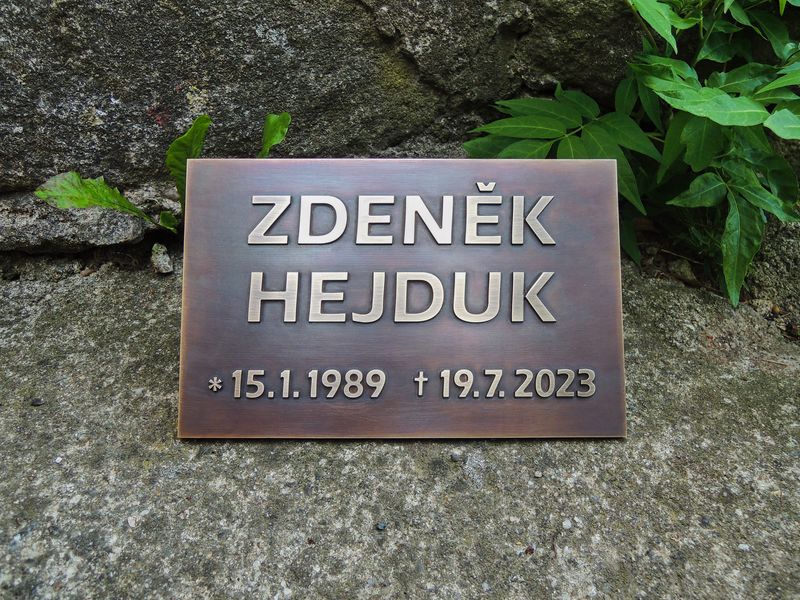 ZDENĚK
HEJDUK
* 15.1.1989 † 19.7.2023